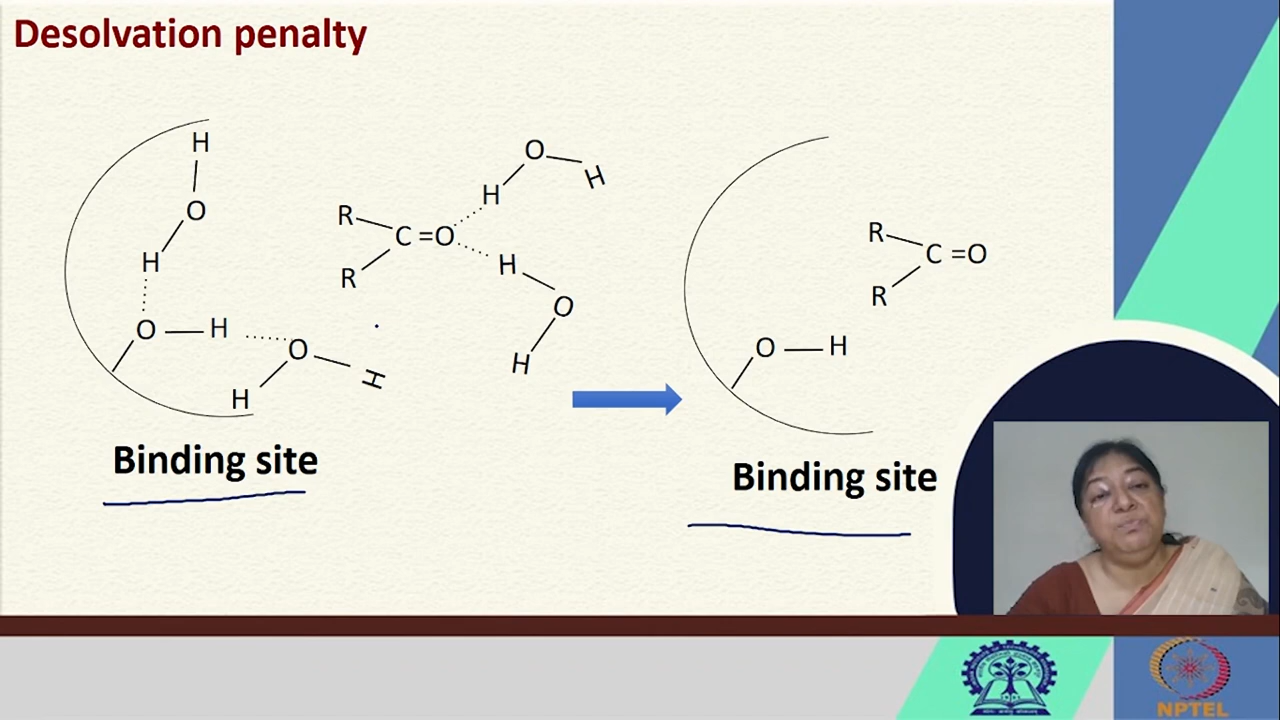 Desolvation penalty
H
O
H
O H
O
H
H
R
C =O
R
H
O
H
H
O
H
Binding site
R
C =O
R
O H
Binding site
NPTEL